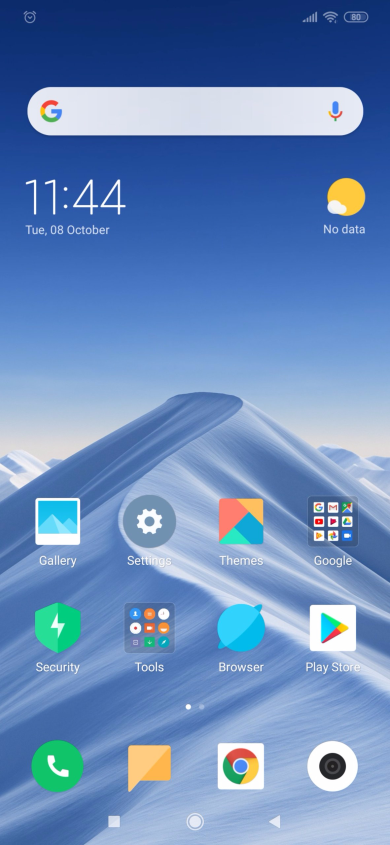 80
11:44
Tue, 08 October
No data
Gallery
Settings
Themes
Google
Security
Tools
Browser
Play Store